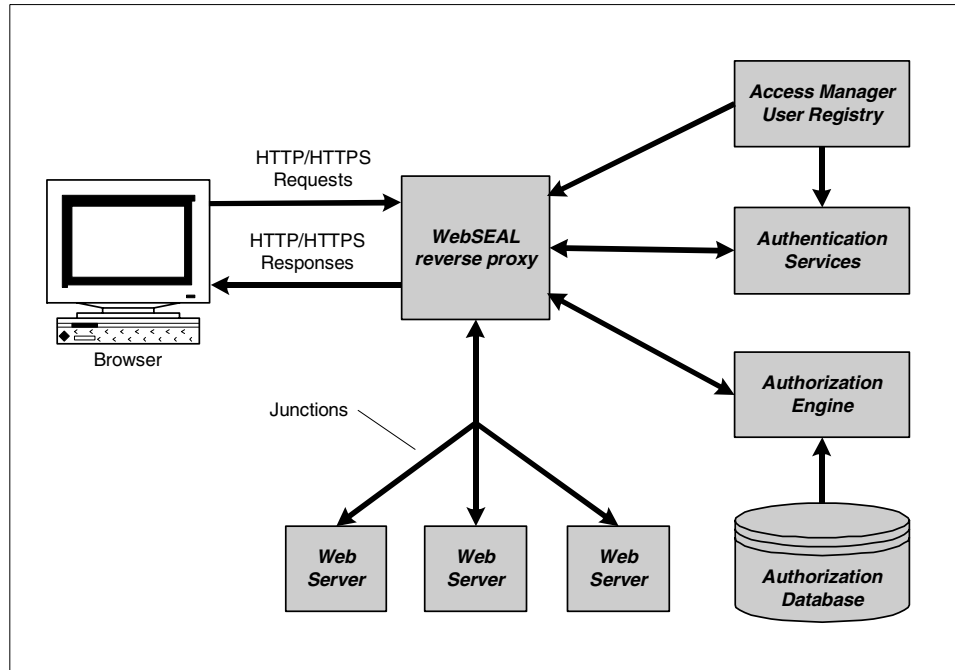 Access Manager
User Registry
HTTP/HTTPS
Requests
WebSEAL
reverse proxy
HTTP/HTTPS
Responses
Authentication
Services
Browser
Authorization
Engine
Junctions
Web
Server
Web
Server
Web
Server
Authorization
Database